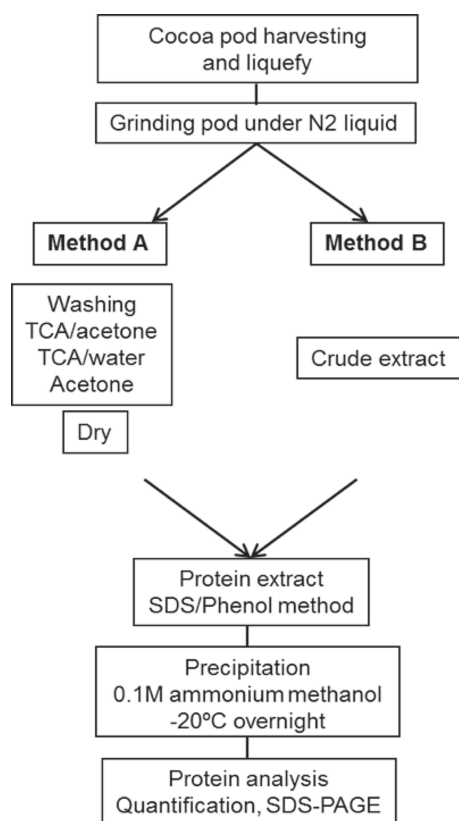 Cocoa pod harvesting
and liquefy
Grinding pod under N2 liquid
Method A
Method B
Washing
TCA/acetone
TCA/water
Acetone
Crude extract
Dry
Protein extract
SDS/Phenol method
Precipitation
0.1M ammonium methanol
-20ºC overnight
Protein analysis
Quantification, SDS-PAGE